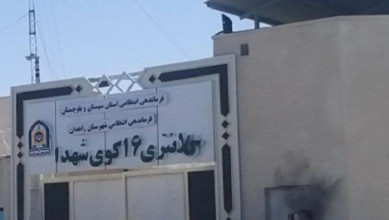 فرماندهی انتظامی استان سیستان و بلوچستان
فرماندهی انتظامی شهرستان زاهدان
کلانتری ۱۶ کوی شهدا